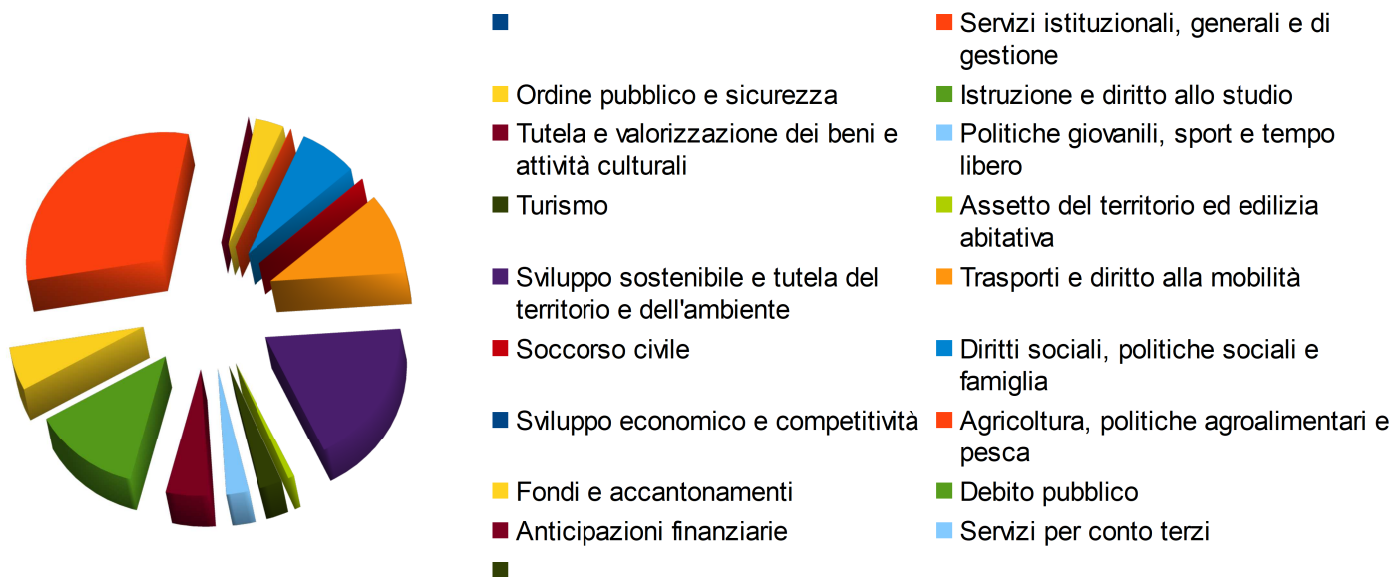 Servizi istituzionali, generali e di
gestione
Ordine pubblico e sicurezza
Istruzione e diritto allo studio
Tutela e valorizzazione dei beni e
attività culturali
Politiche giovanili, sport e tempo
libero
Turismo
Assetto del territorio ed edilizia
abitativa
Sviluppo sostenibile e tutela del
territorio e dell'ambiente
Trasporti e diritto alla mobilità
Soccorso civile
Diritti sociali, politiche sociali e
famiglia
Sviluppo economico e competitività
Agricoltura, politiche agroalimentari e
pesca
Fondi e accantonamenti
Debito pubblico
Anticipazioni finanziarie
Servizi per conto terzi